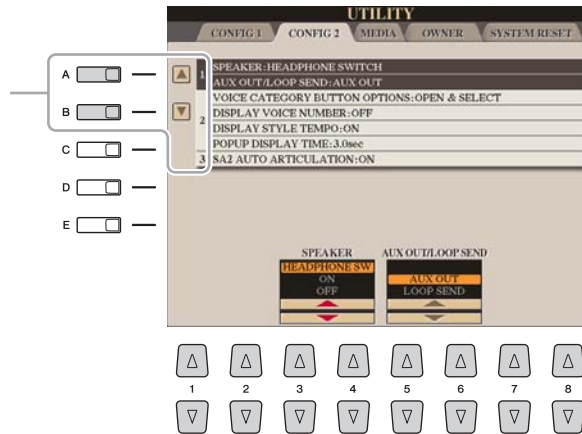 UTILITY
CONFIG 1 CONFIG 2 MEDIA OWNER SYSTEM RESET
1 SPEAKER:HEADPHONE SWITCH
AUX OUT/LOOP SEND:AUX OUT
2 VOICE CATEGORY BUTTON OPTIONS:OPEN & SELECT
DISPLAY VOICE NUMBER:OFF
DISPLAY STYLE TEMPO:ON
POPUP DISPLAY TIME:3.0sec
3 SA2 AUTO ARTICULATION:ON
A
B
C
D
E
SPEAKER
HEADPHONE SW
ON
OFF
AUX OUT/LOOP SEND
AUX OUT
LOOP SEND
1 2 3 4 5 6 7 8